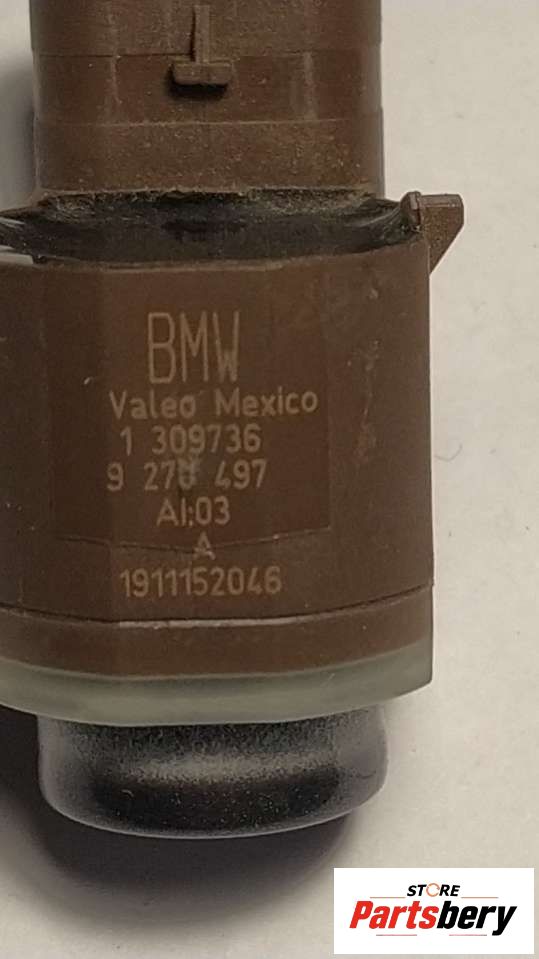 BMW
Valeo Mexico
1 309736
9 270 497
AI:03
A
1911152046
STORE
Partsbery